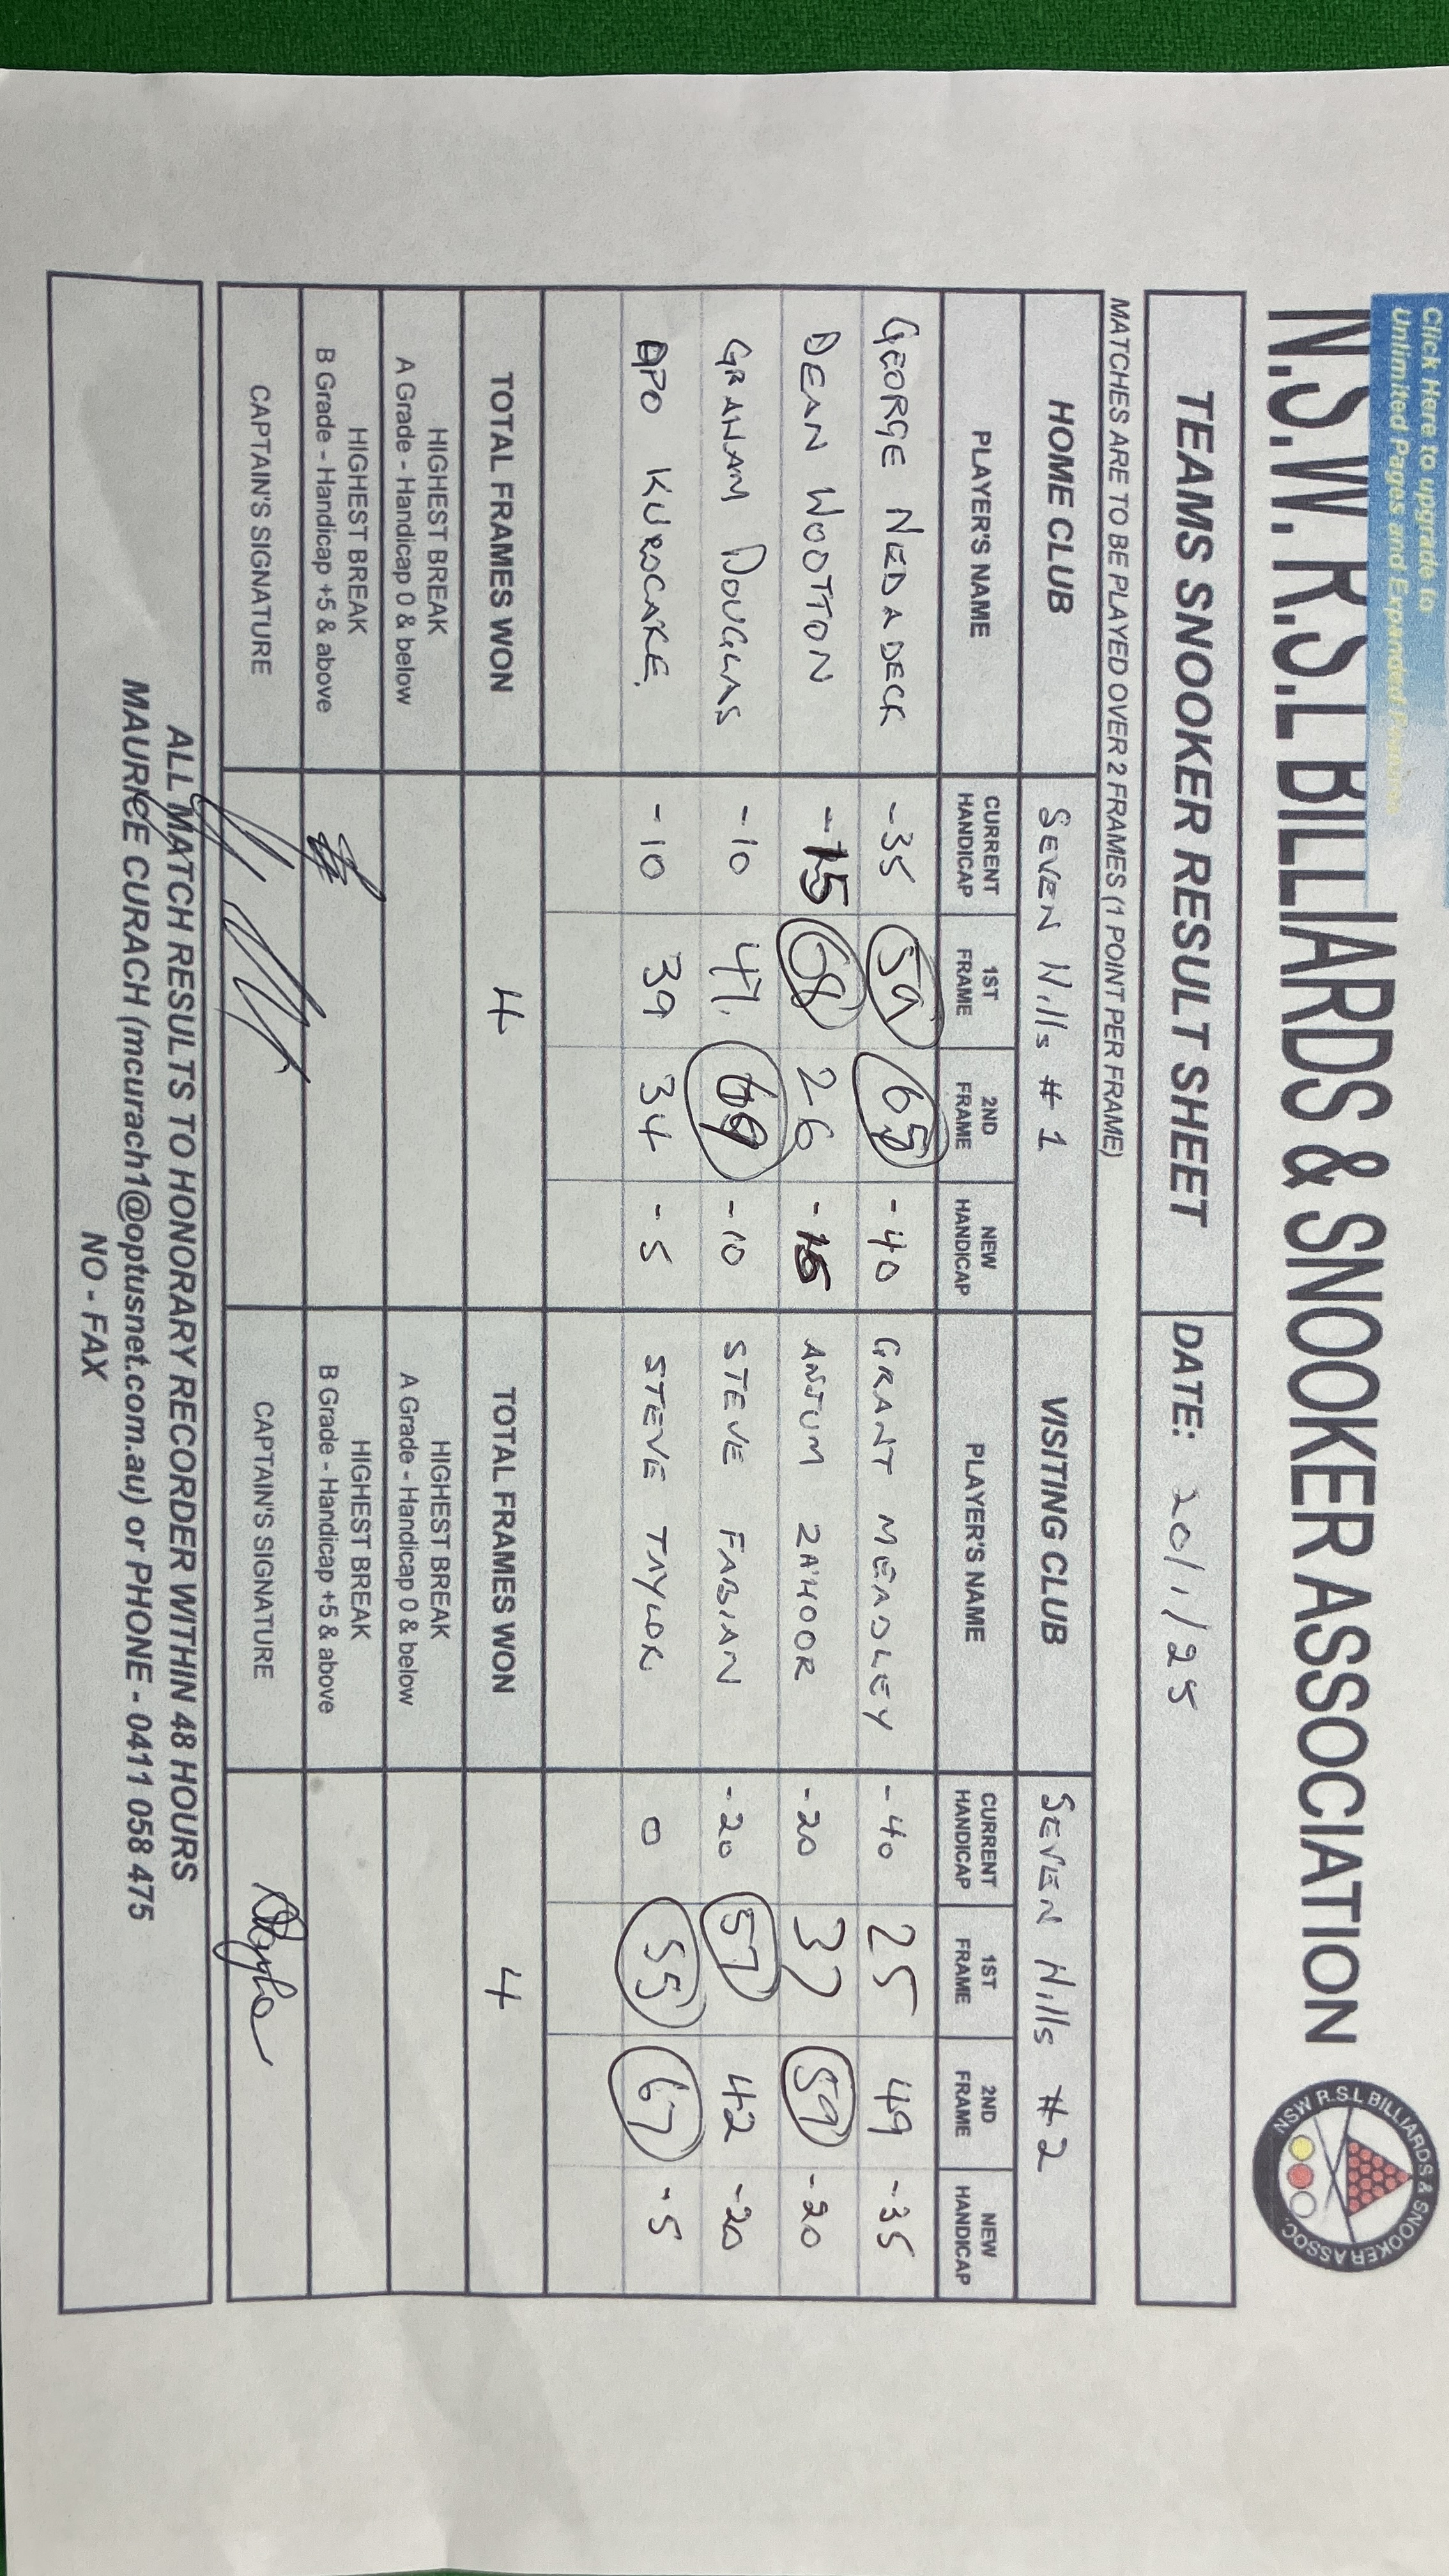 Click Here to upgrade to
Unlimited Pages and Expanded Features
N.S.W. R.S.L BILLIARDS & SNOOKER ASSOCIATION
NSW R.S.L BILLIARDS & SNOOKER ASSOC.
TEAMS SNOOKER RESULT SHEET DATE: 20/1/25
MATCHES ARE TO BE PLAYED OVER 2 FRAMES (1 POINT PER FRAME)
HOME CLUB SEVEN Hills # 1 VISITING CLUB SEVEN Hills # 2
PLAYER'S NAME CURRENT HANDICAP 1ST FRAME 2ND FRAME NEW HANDICAP PLAYER'S NAME CURRENT HANDICAP 1ST FRAME 2ND FRAME NEW HANDICAP
GEORGE NEDADECK -35 59 65 -40 GRANT MEADLEY -40 25 49 -35
DEAN WOOTTON -15 68 26 -15 ANJUM ZAHOOR -20 37 59 -20
GRAHAM DOUGLAS -10 47 69 -10 STEVE FABIAN -20 57 42 -20
APO KUROCAKE. -10 39 34 -5 STEVE TAYLOR 0 55 67 -5
TOTAL FRAMES WON 4 TOTAL FRAMES WON 4
HIGHEST BREAK HIGHEST BREAK
A Grade - Handicap 0 & below A Grade - Handicap 0 & below
HIGHEST BREAK HIGHEST BREAK
B Grade - Handicap +5 & above B Grade - Handicap +5 & above
CAPTAIN'S SIGNATURE CAPTAIN'S SIGNATURE
ALL MATCH RESULTS TO HONORARY RECORDER WITHIN 48 HOURS
MAURICE CURACH (mcurach1@optusnet.com.au) or PHONE - 0411 058 475
NO - FAX